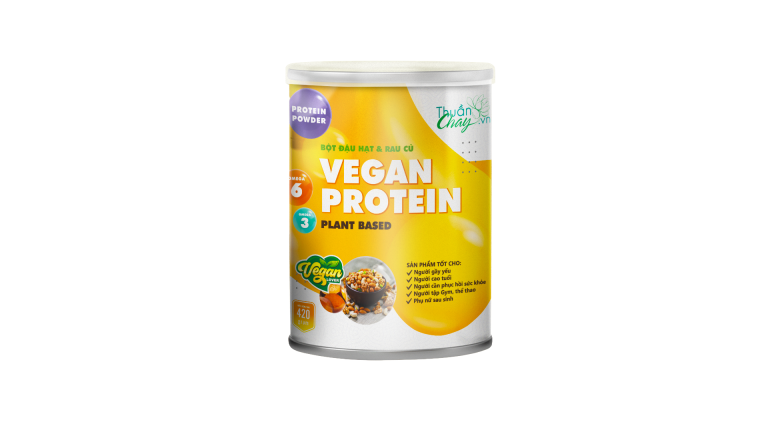 PROTEIN
POWDER
Thuần
Chay.vn
BỘT ĐẬU HẠT & RAU CỦ
VEGAN
PROTEIN
PLANT BASED
OMEGA
6
3
Vegan
SẢN PHẨM TỐT CHO:
Người gầy yếu
Người cao tuổi
Người cần phục hồi sức khỏe
Người tập Gym, thể thao
Phụ nữ sau sinh
420